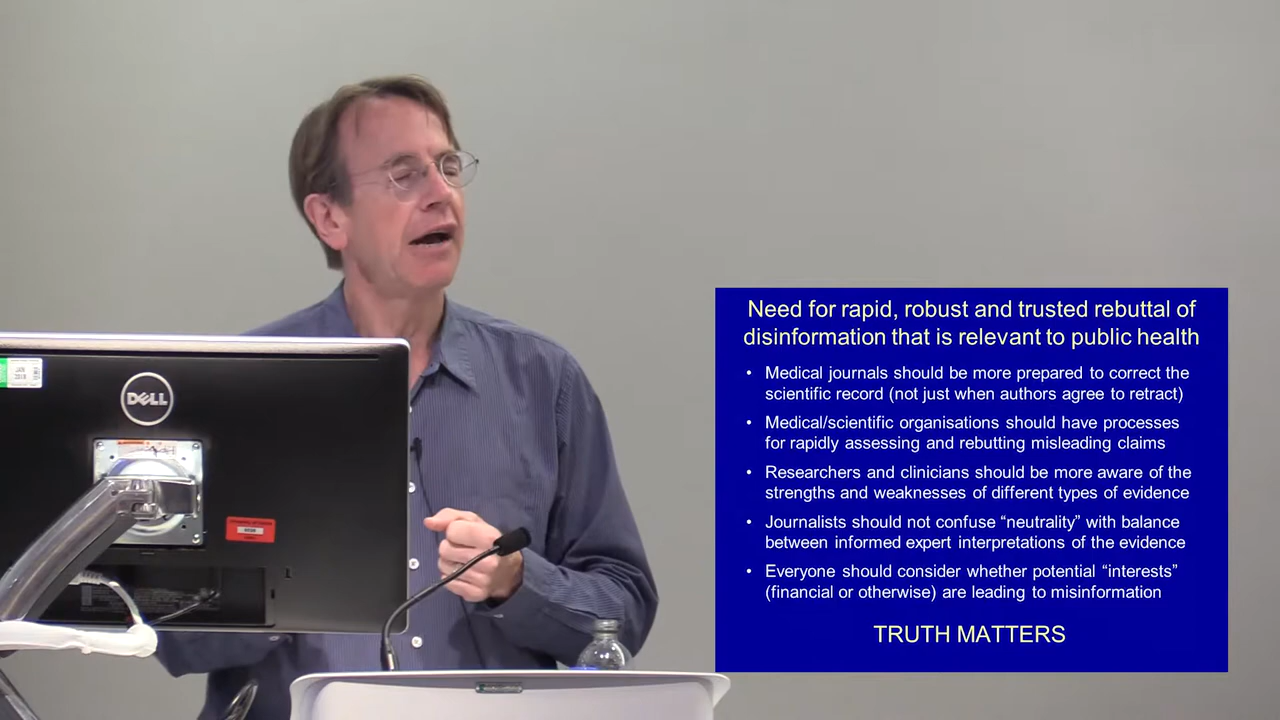 JAN
2018
DELL
Need for rapid, robust and trusted rebuttal of
disinformation that is relevant to public health
• Medical journals should be more prepared to correct the
scientific record (not just when authors agree to retract)
• Medical/scientific organisations should have processes
for rapidly assessing and rebutting misleading claims
• Researchers and clinicians should be more aware of the
strengths and weaknesses of different types of evidence
• Journalists should not confuse “neutrality” with balance
between informed expert interpretations of the evidence
• Everyone should consider whether potential “interests”
(financial or otherwise) are leading to misinformation
TRUTH MATTERS